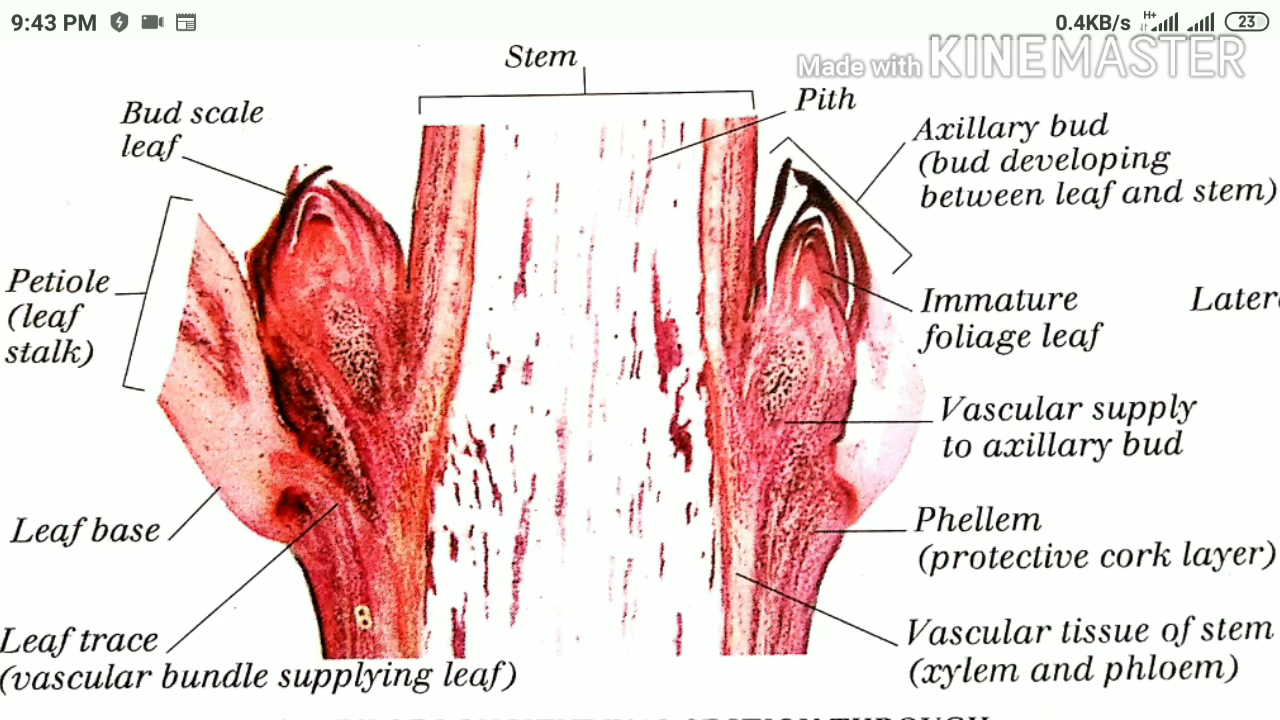 9:43 PM
0.4KB/s
H+
23
Made with KINEMASTER
Stem
Pith
Bud scale
leaf
Axillary bud
(bud developing
between leaf and stem)
Petiole
(leaf
stalk)
Immature
foliage leaf
Vascular supply
to axillary bud
Leaf base
Phellem
(protective cork layer)
Leaf trace
(vascular bundle supplying leaf)
Vascular tissue of stem
(xylem and phloem)
8